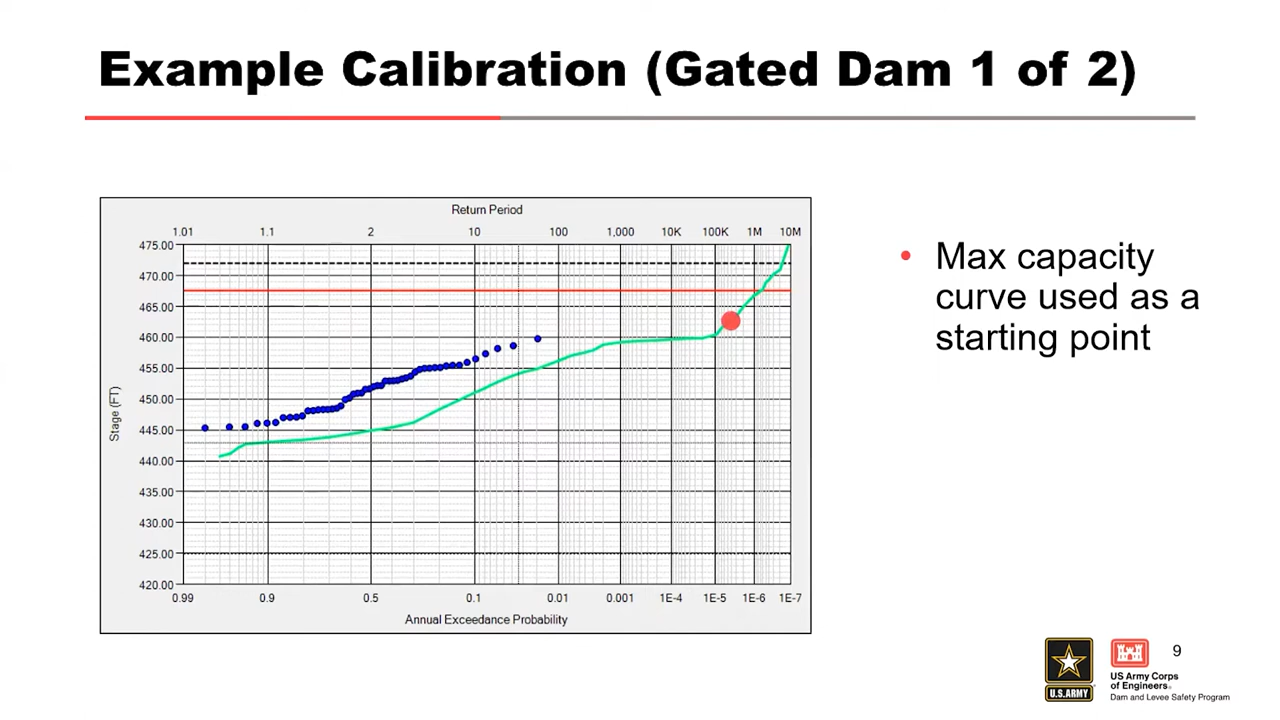 Example Calibration (Gated Dam 1 of 2)
Return Period
1.01 1.1 2 10 100 1,000 10K 100K 1M 10M
475.00
470.00
465.00
460.00
455.00
450.00
445.00
440.00
435.00
430.00
425.00
420.00
Stage (FT)
0.99 0.9 0.5 0.1 0.01 0.001 1E-4 1E-5 1E-6 1E-7
Annual Exceedance Probability
• Max capacity
curve used as a
starting point
9
U.S.ARMY
US Army Corps
of Engineers®
Dam and Levee Safety Program